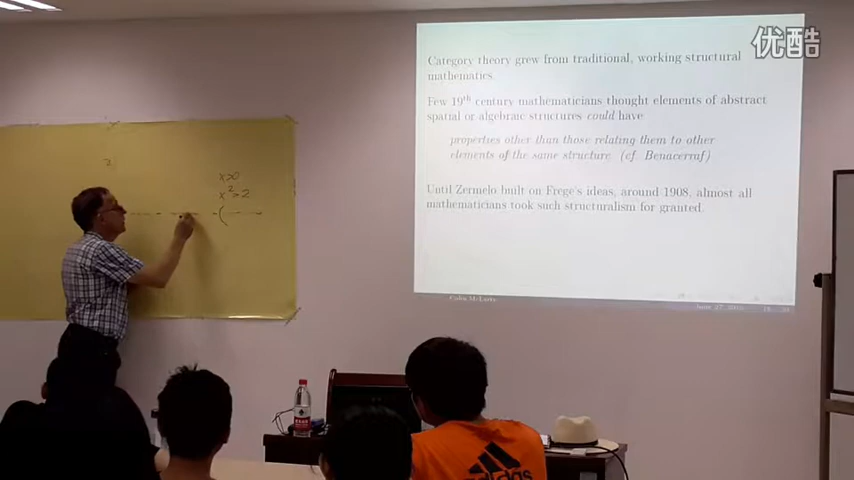 优酷
Category theory grew from traditional, working structural
mathematics.
Few 19th century mathematicians thought elements of abstract
spatial or algebraic structures could have
properties other than those relating them to other
elements of the same structure (cf. Benacerraf)
Until Zermelo built on Frege's ideas, around 1908, almost all
mathematicians took such structuralism for granted.
2
x>0
x²>2
adidas